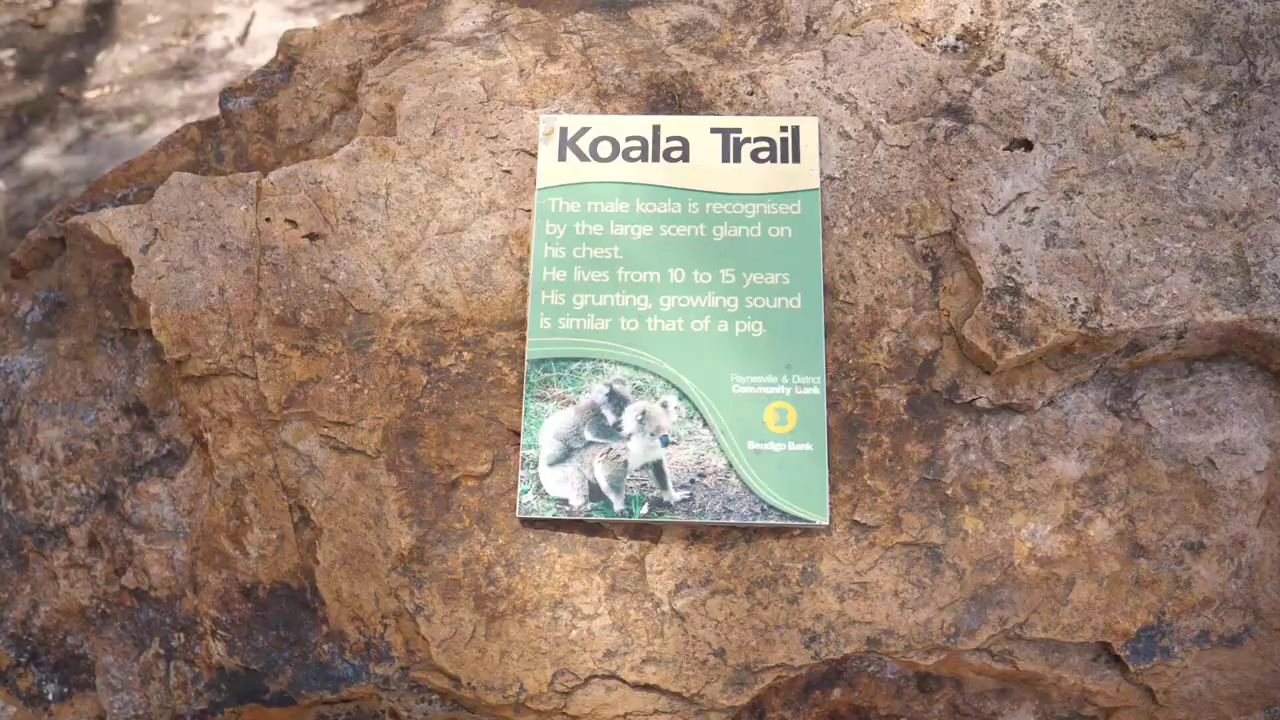 Koala Trail
The male koala is recognised
by the large scent gland on
his chest.
He lives from 10 to 15 years
His grunting, growling sound
is similar to that of a pig.
Paynesville & District
Community Bank
Bendigo Bank